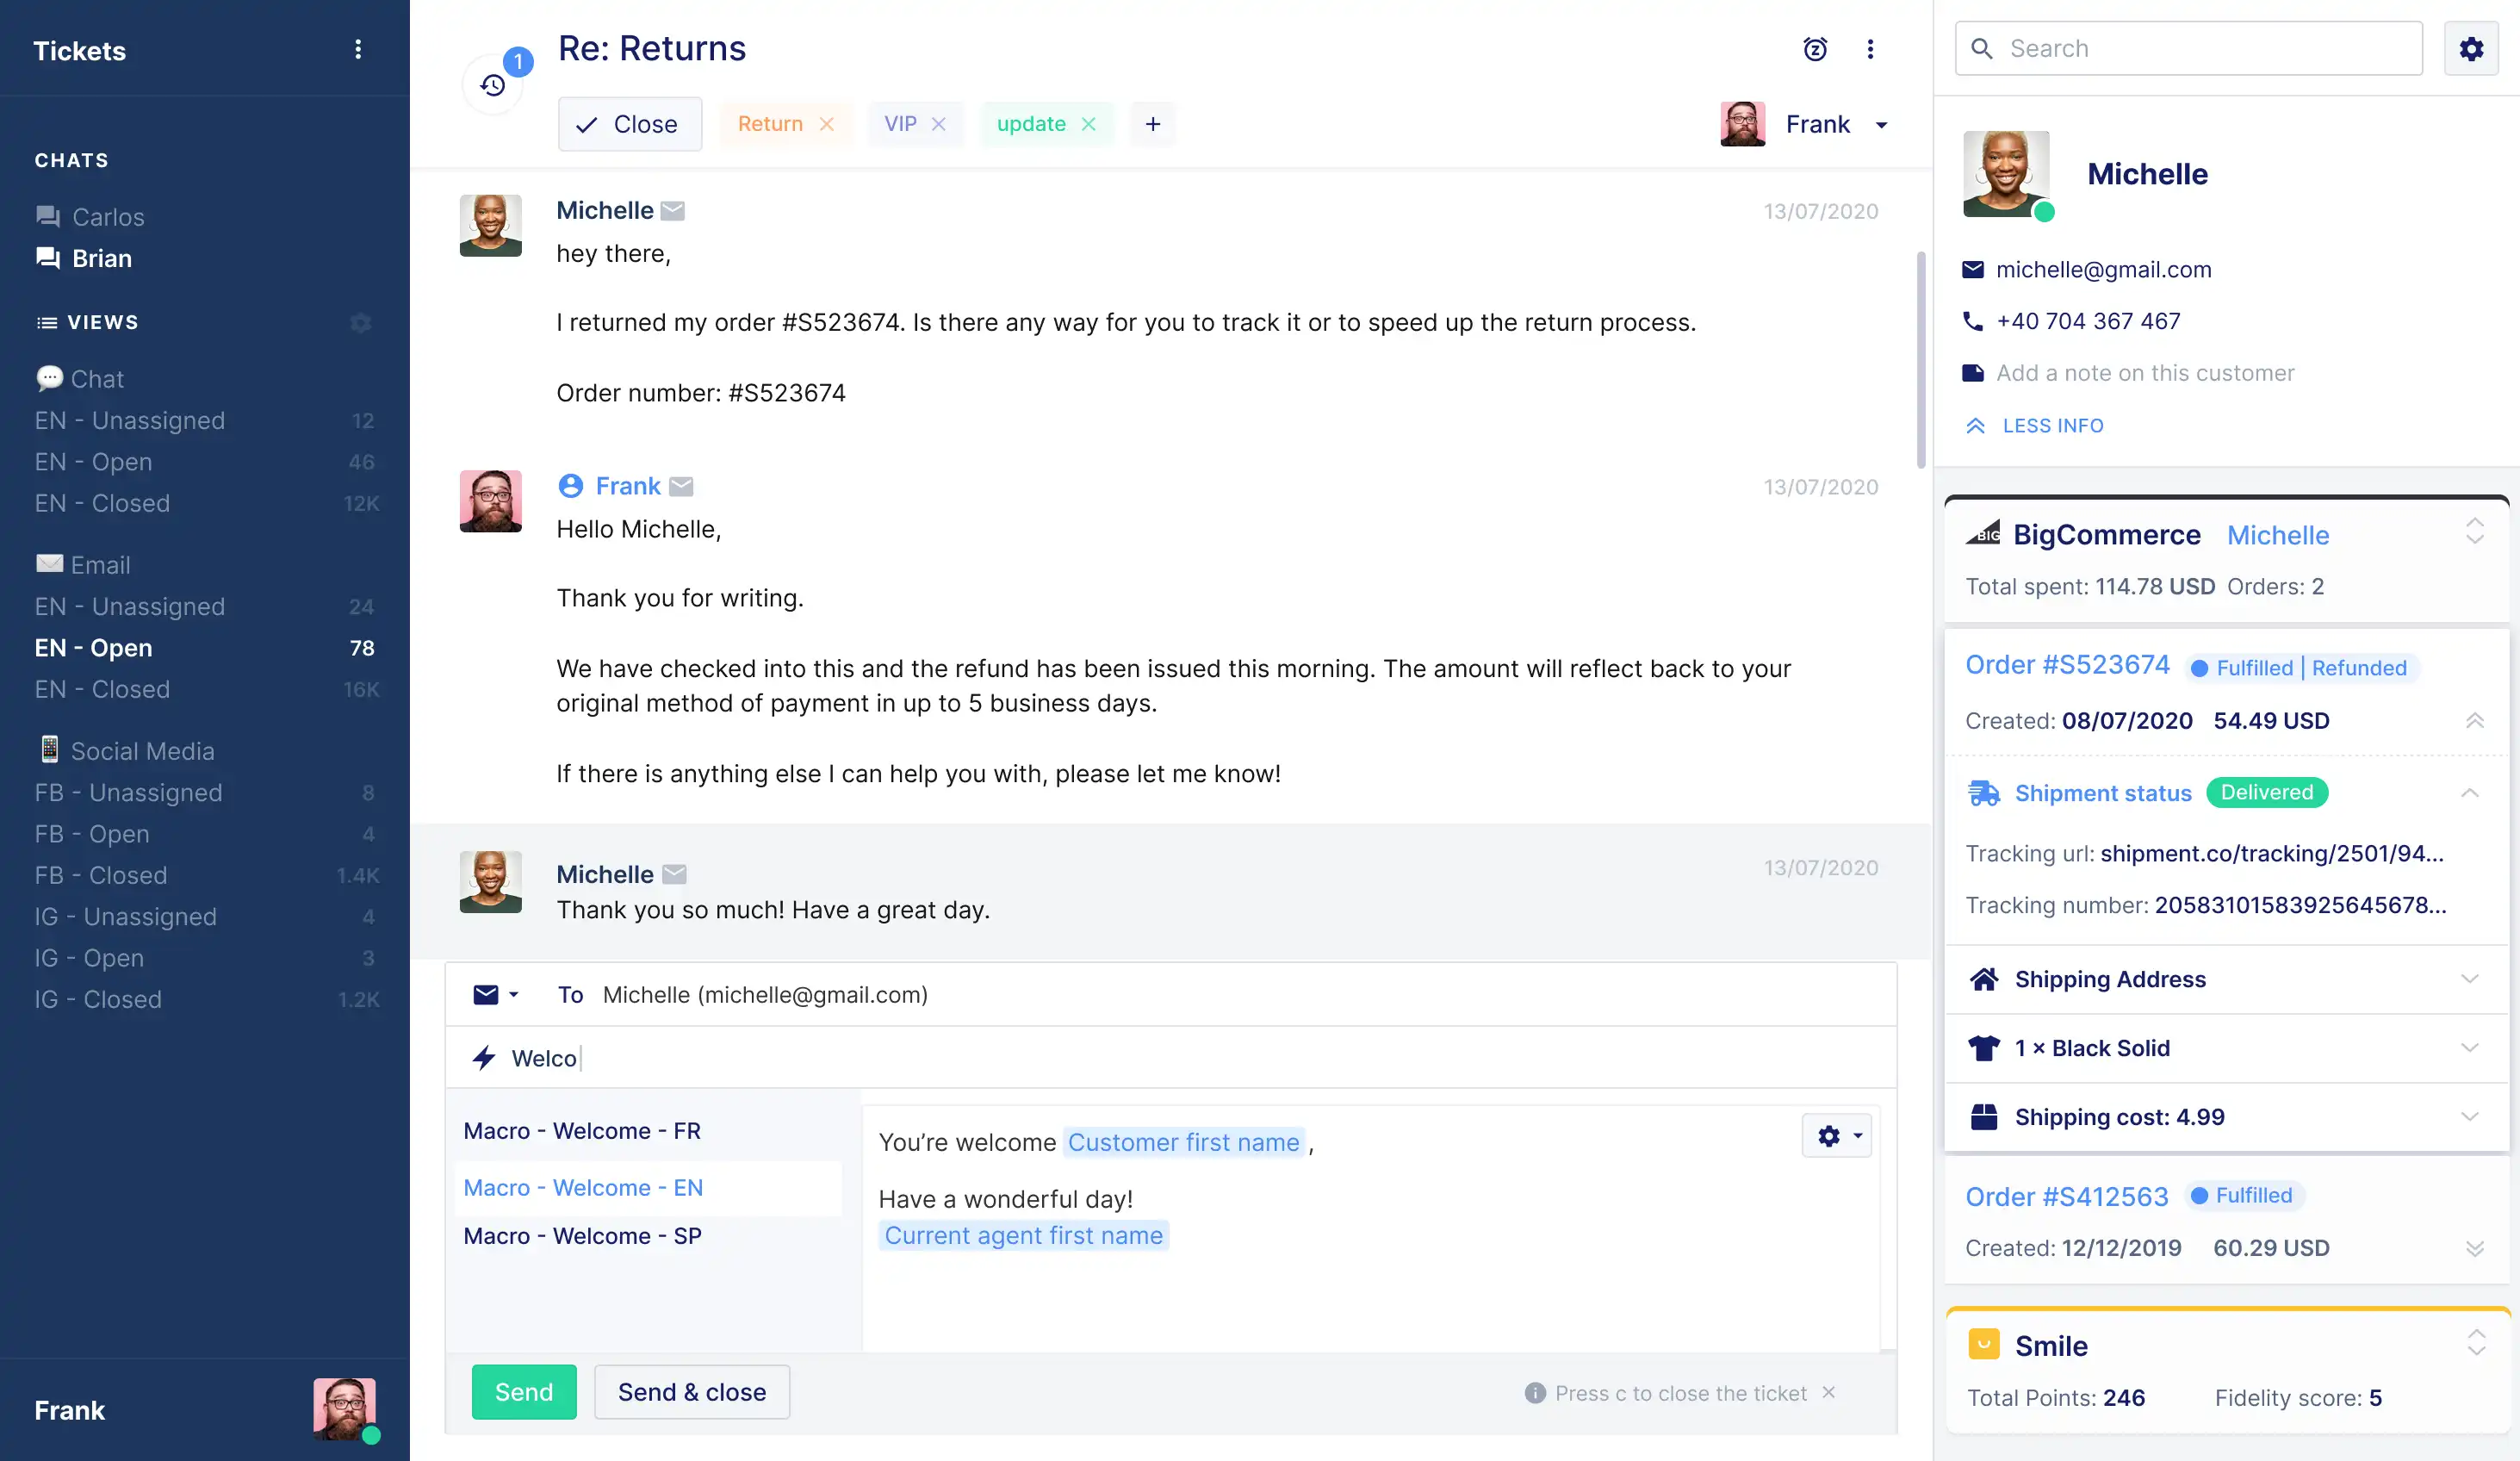 Tickets
CHATS
Carlos
Brian
VIEWS
Chat
EN - Unassigned 12
EN - Open 46
EN - Closed 12K
Email
EN - Unassigned 24
EN - Open 78
EN - Closed 16K
Social Media
FB - Unassigned 8
FB - Open 4
FB - Closed 1.4K
IG - Unassigned 4
IG - Open 3
IG - Closed 1.2K
Frank
1
Re: Returns
Close
Return
VIP
update
+
Frank
Michelle 13/07/2020
hey there,
I returned my order #S523674. Is there any way for you to track it or to speed up the return process.
Order number: #S523674
Frank 13/07/2020
Hello Michelle,
Thank you for writing.
We have checked into this and the refund has been issued this morning. The amount will reflect back to your
original method of payment in up to 5 business days.
If there is anything else I can help you with, please let me know!
Michelle 13/07/2020
Thank you so much! Have a great day.
To Michelle (michelle@gmail.com)
Welco
Macro - Welcome - FR
Macro - Welcome - EN
Macro - Welcome - SP
You’re welcome Customer first name ,
Have a wonderful day!
Current agent first name
Send
Send & close
Press c to close the ticket
Search
Michelle
michelle@gmail.com
+40 704 367 467
Add a note on this customer
LESS INFO
BIG BigCommerce Michelle
Total spent: 114.78 USD Orders: 2
Order #S523674 Fulfilled | Refunded
Created: 08/07/2020 54.49 USD
Shipment status Delivered
Tracking url: shipment.co/tracking/2501/94...
Tracking number: 20583101583925645678...
Shipping Address
1 × Black Solid
Shipping cost: 4.99
Order #S412563 Fulfilled
Created: 12/12/2019 60.29 USD
Smile
Total Points: 246 Fidelity score: 5